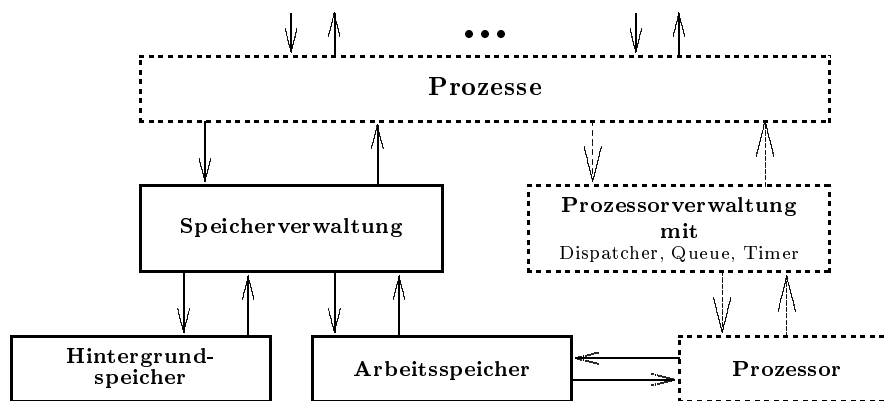 Prozesse
Speicherverwaltung
Prozessorverwaltung
mit
Dispatcher, Queue, Timer
Hintergrund-
speicher
Arbeitsspeicher
Prozessor